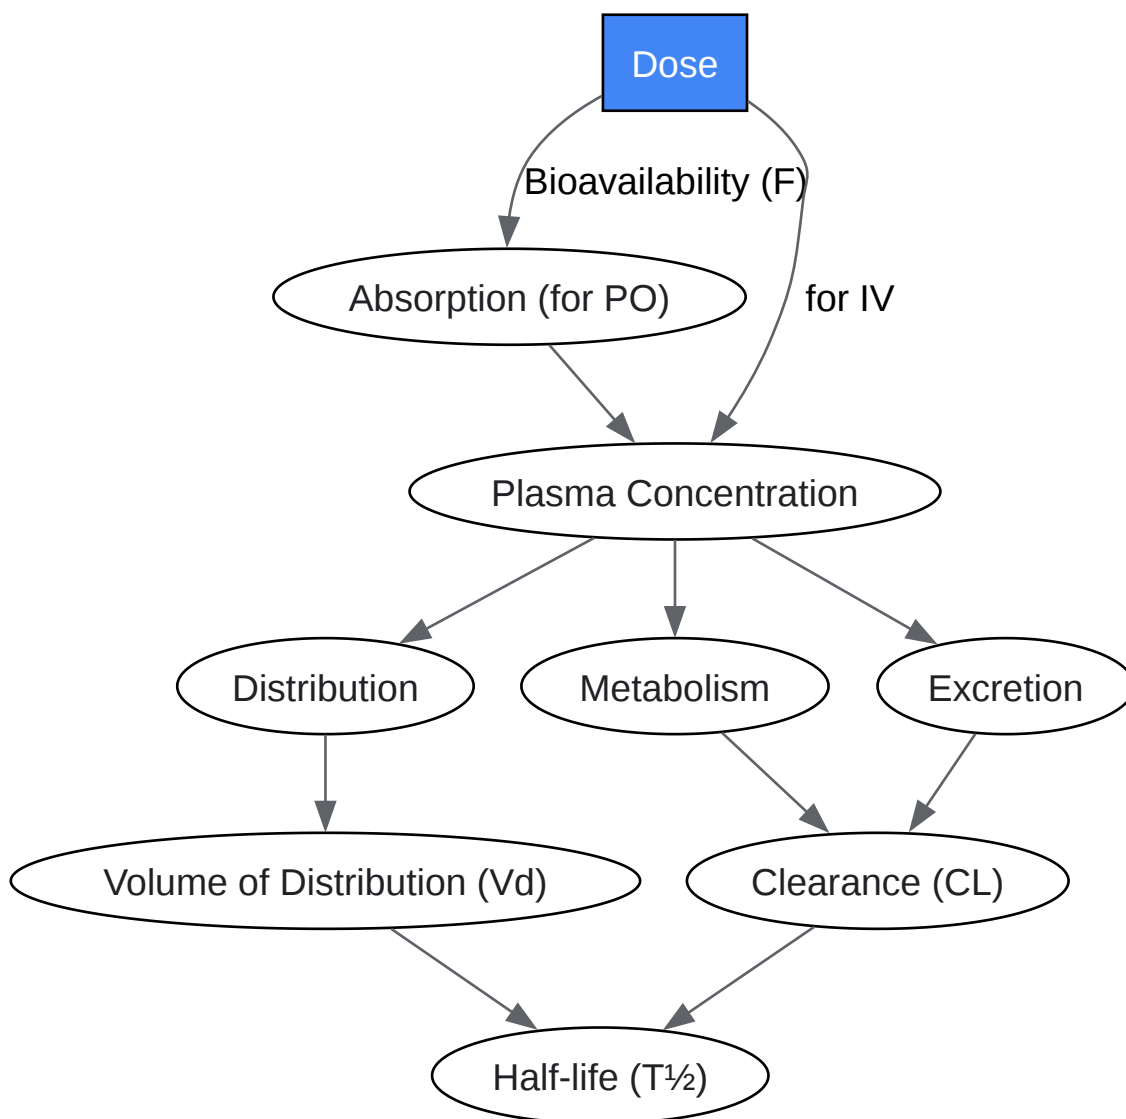 Dose
Bioavailability (F)
Absorption (for PO)
for IV
Plasma Concentration
Distribution
Metabolism
Excretion
Volume of Distribution (Vd)
Clearance (CL)
Half-life (T½)